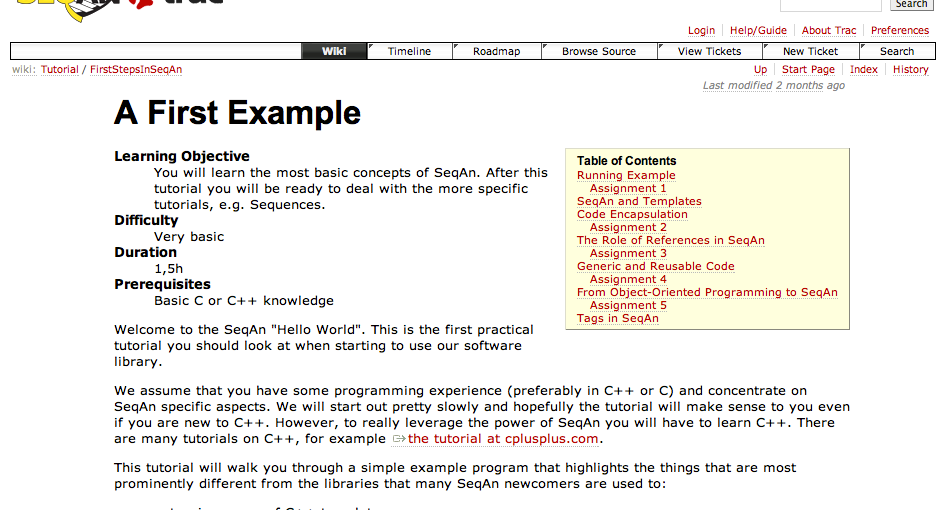 Search
Login Help/Guide About Trac Preferences
Wiki Timeline Roadmap Browse Source View Tickets New Ticket Search
wiki: Tutorial / FirstStepsInSeqAn
Up Start Page Index History
Last modified 2 months ago
A First Example
Learning Objective
You will learn the most basic concepts of SeqAn. After this
tutorial you will be ready to deal with the more specific
tutorials, e.g. Sequences.
Difficulty
Very basic
Duration
1,5h
Prerequisites
Basic C or C++ knowledge
Table of Contents
Running Example
Assignment 1
SeqAn and Templates
Code Encapsulation
Assignment 2
The Role of References in SeqAn
Assignment 3
Generic and Reusable Code
Assignment 4
From Object-Oriented Programming to SeqAn
Assignment 5
Tags in SeqAn
Welcome to the SeqAn "Hello World". This is the first practical
tutorial you should look at when starting to use our software
library.
We assume that you have some programming experience (preferably in C++ or C) and concentrate on
SeqAn specific aspects. We will start out pretty slowly and hopefully the tutorial will make sense to you even
if you are new to C++. However, to really leverage the power of SeqAn you will have to learn C++. There
are many tutorials on C++, for example the tutorial at cplusplus.com.
This tutorial will walk you through a simple example program that highlights the things that are most
prominently different from the libraries that many SeqAn newcomers are used to: